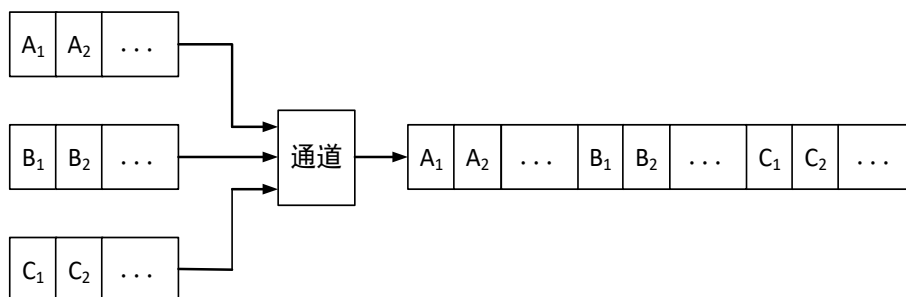 A₁ A₂ ...
B₁ B₂ ...
C₁ C₂ ...
通道
A₁ A₂ ... B₁ B₂ ... C₁ C₂ ...